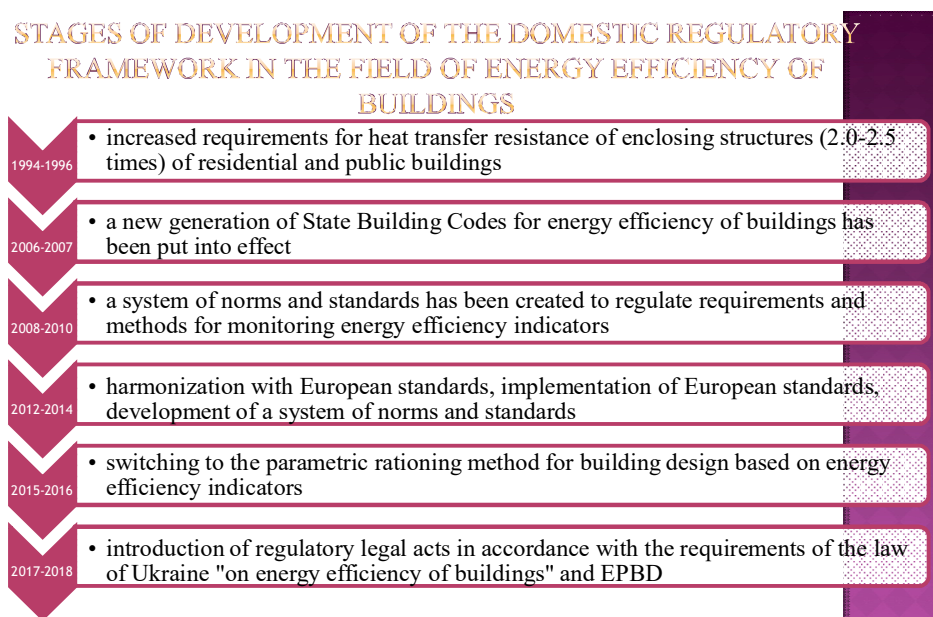 STAGES OF DEVELOPMENT OF THE DOMESTIC REGULATORY
FRAMEWORK IN THE FIELD OF ENERGY EFFICIENCY OF
BUILDINGS
1994-1996
• increased requirements for heat transfer resistance of enclosing structures (2.0-2.5
times) of residential and public buildings
2006-2007
• a new generation of State Building Codes for energy efficiency of buildings has
been put into effect
2008-2010
• a system of norms and standards has been created to regulate requirements and
methods for monitoring energy efficiency indicators
2012-2014
• harmonization with European standards, implementation of European standards,
development of a system of norms and standards
2015-2016
• switching to the parametric rationing method for building design based on energy
efficiency indicators
2017-2018
• introduction of regulatory legal acts in accordance with the requirements of the law
of Ukraine "on energy efficiency of buildings" and EPBD